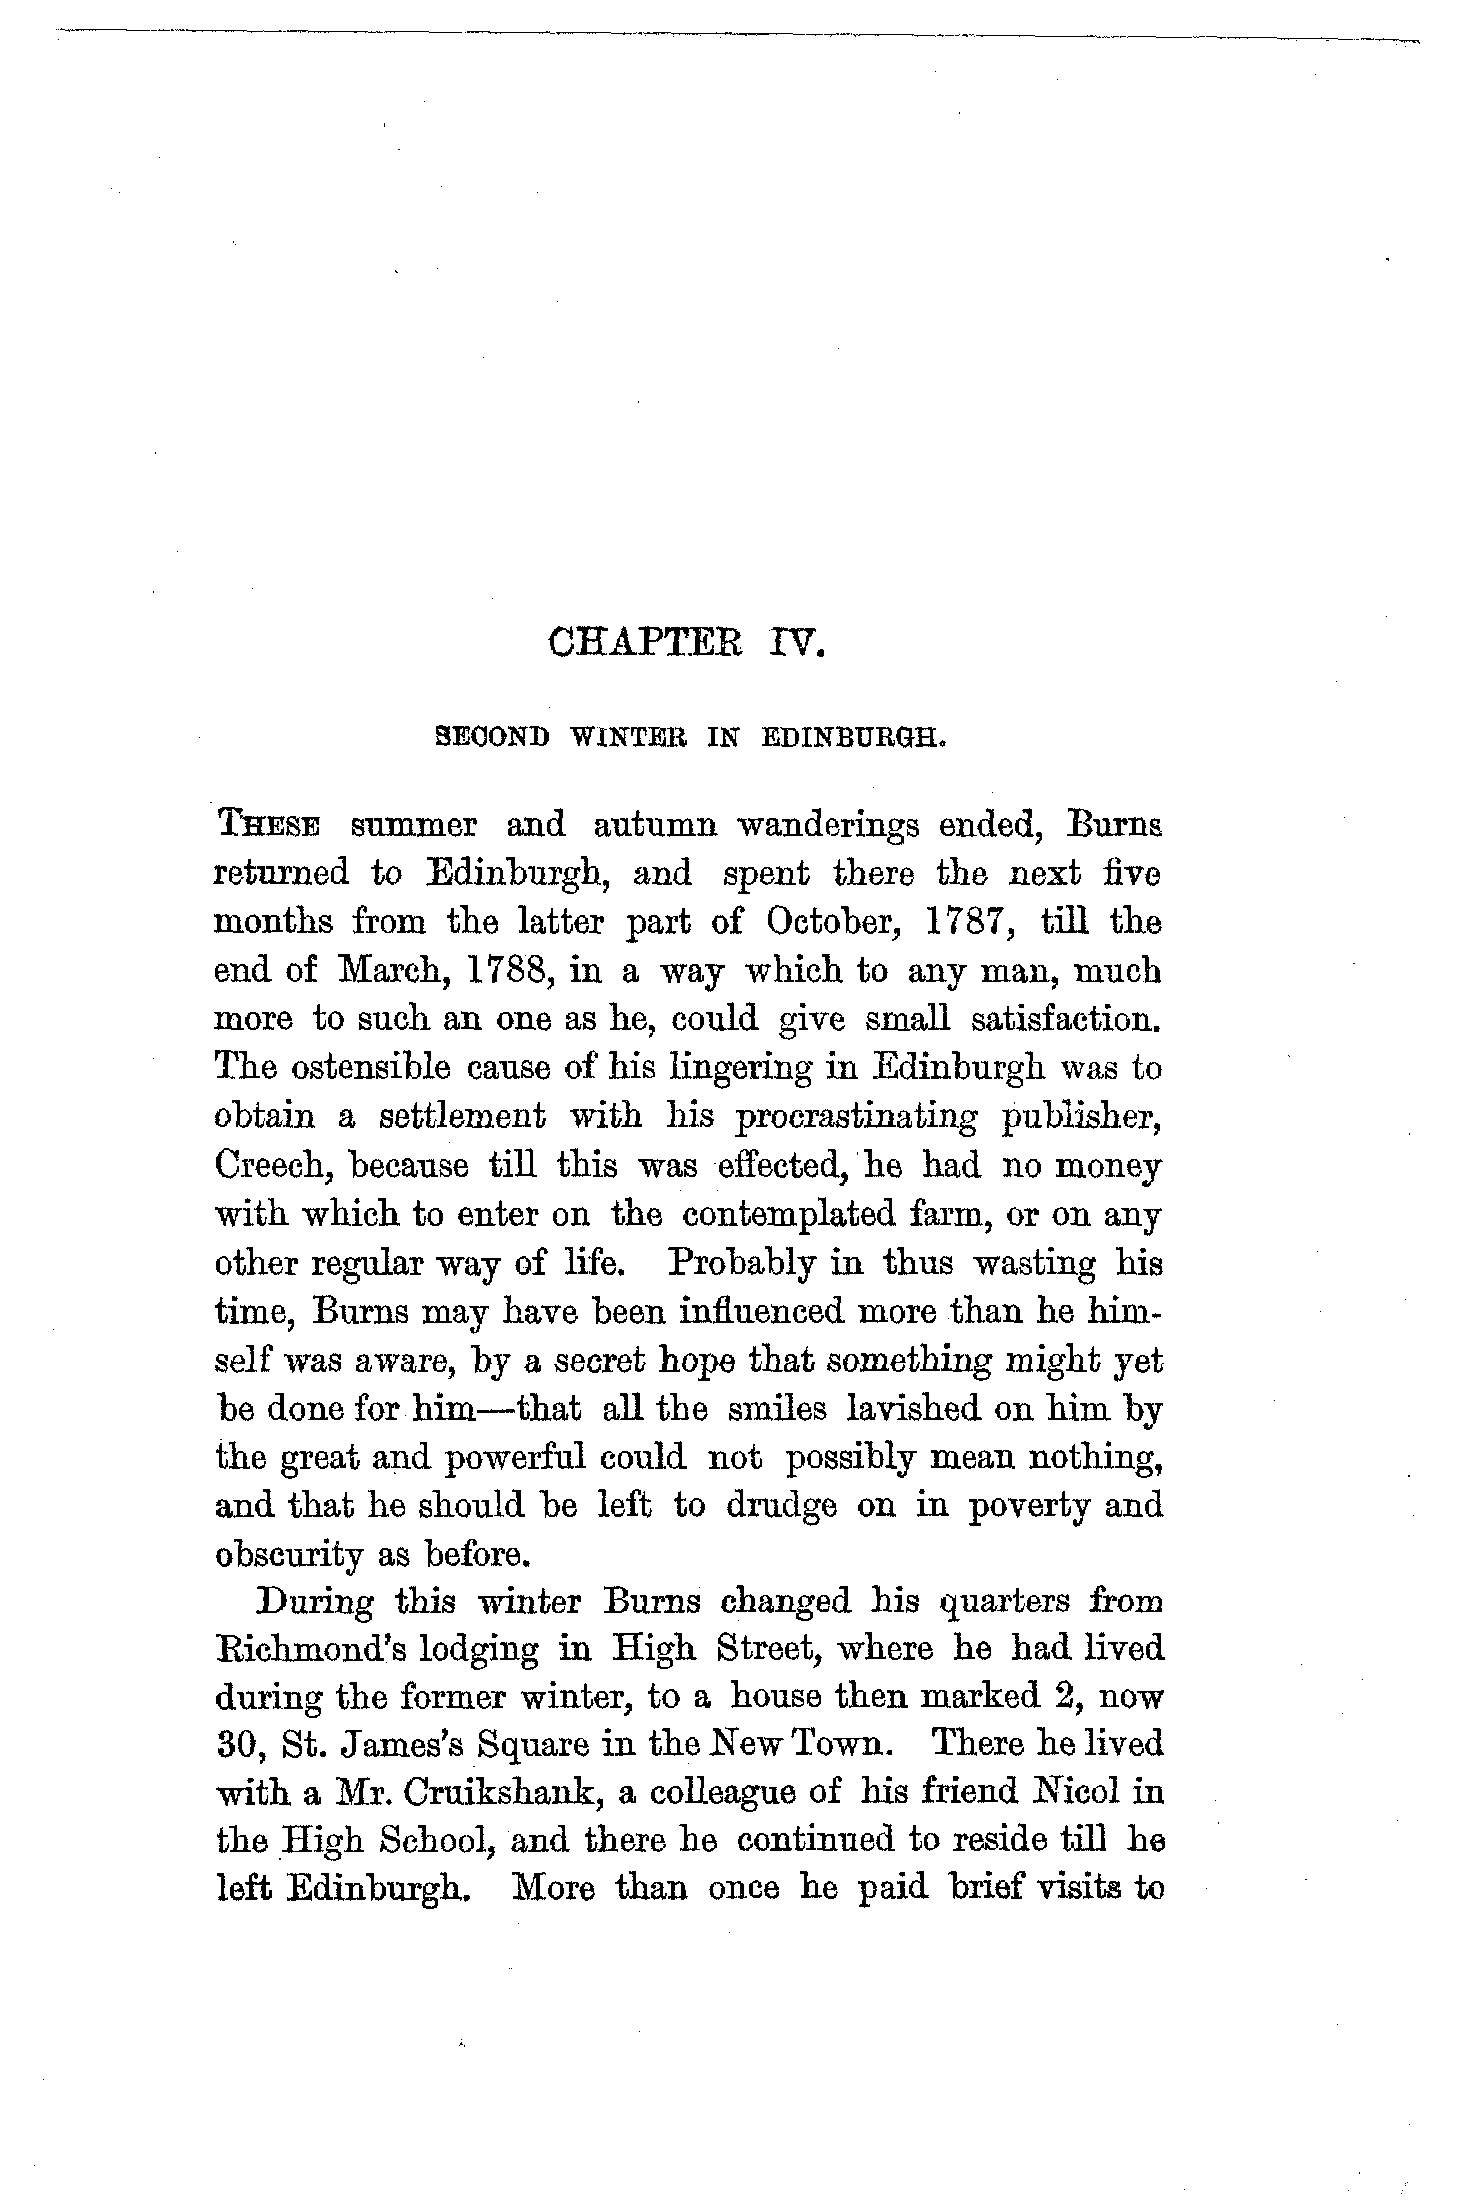 CHAPTER IV.
SECOND WINTER IN EDINBURGH.
THESE summer and autumn wanderings ended, Burns
returned to Edinburgh, and spent there the next five
months from the latter part of October, 1787, till the
end of March, 1788, in a way which to any man, much
more to such an one as he, could give small satisfaction.
The ostensible cause of his lingering in Edinburgh was to
obtain a settlement with his procrastinating publisher,
Creech, because till this was effected, he had no money
with which to enter on the contemplated farm, or on any
other regular way of life. Probably in thus wasting his
time, Burns may have been influenced more than he him-
self was aware, by a secret hope that something might yet
be done for him—that all the smiles lavished on him by
the great and powerful could not possibly mean nothing,
and that he should be left to drudge on in poverty and
obscurity as before.
During this winter Burns changed his quarters from
Richmond's lodging in High Street, where he had lived
during the former winter, to a house then marked 2, now
30, St. James's Square in the New Town. There he lived
with a Mr. Cruikshank, a colleague of his friend Nicol in
the High School, and there he continued to reside till he
left Edinburgh. More than once he paid brief visits to